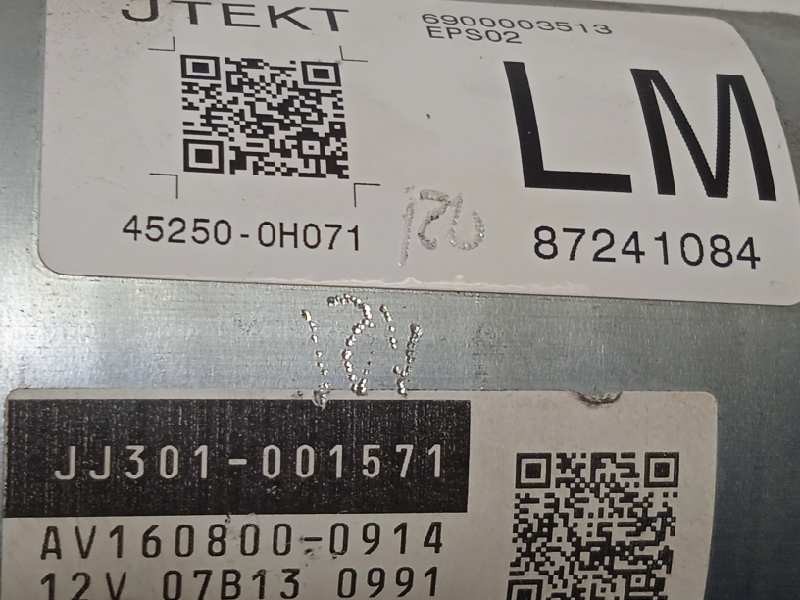 JTEKT
6900003513
EPS02
LM
45250-0H071
87241084
JJ301-001571
AV160800-0914
12V 07B13 0991